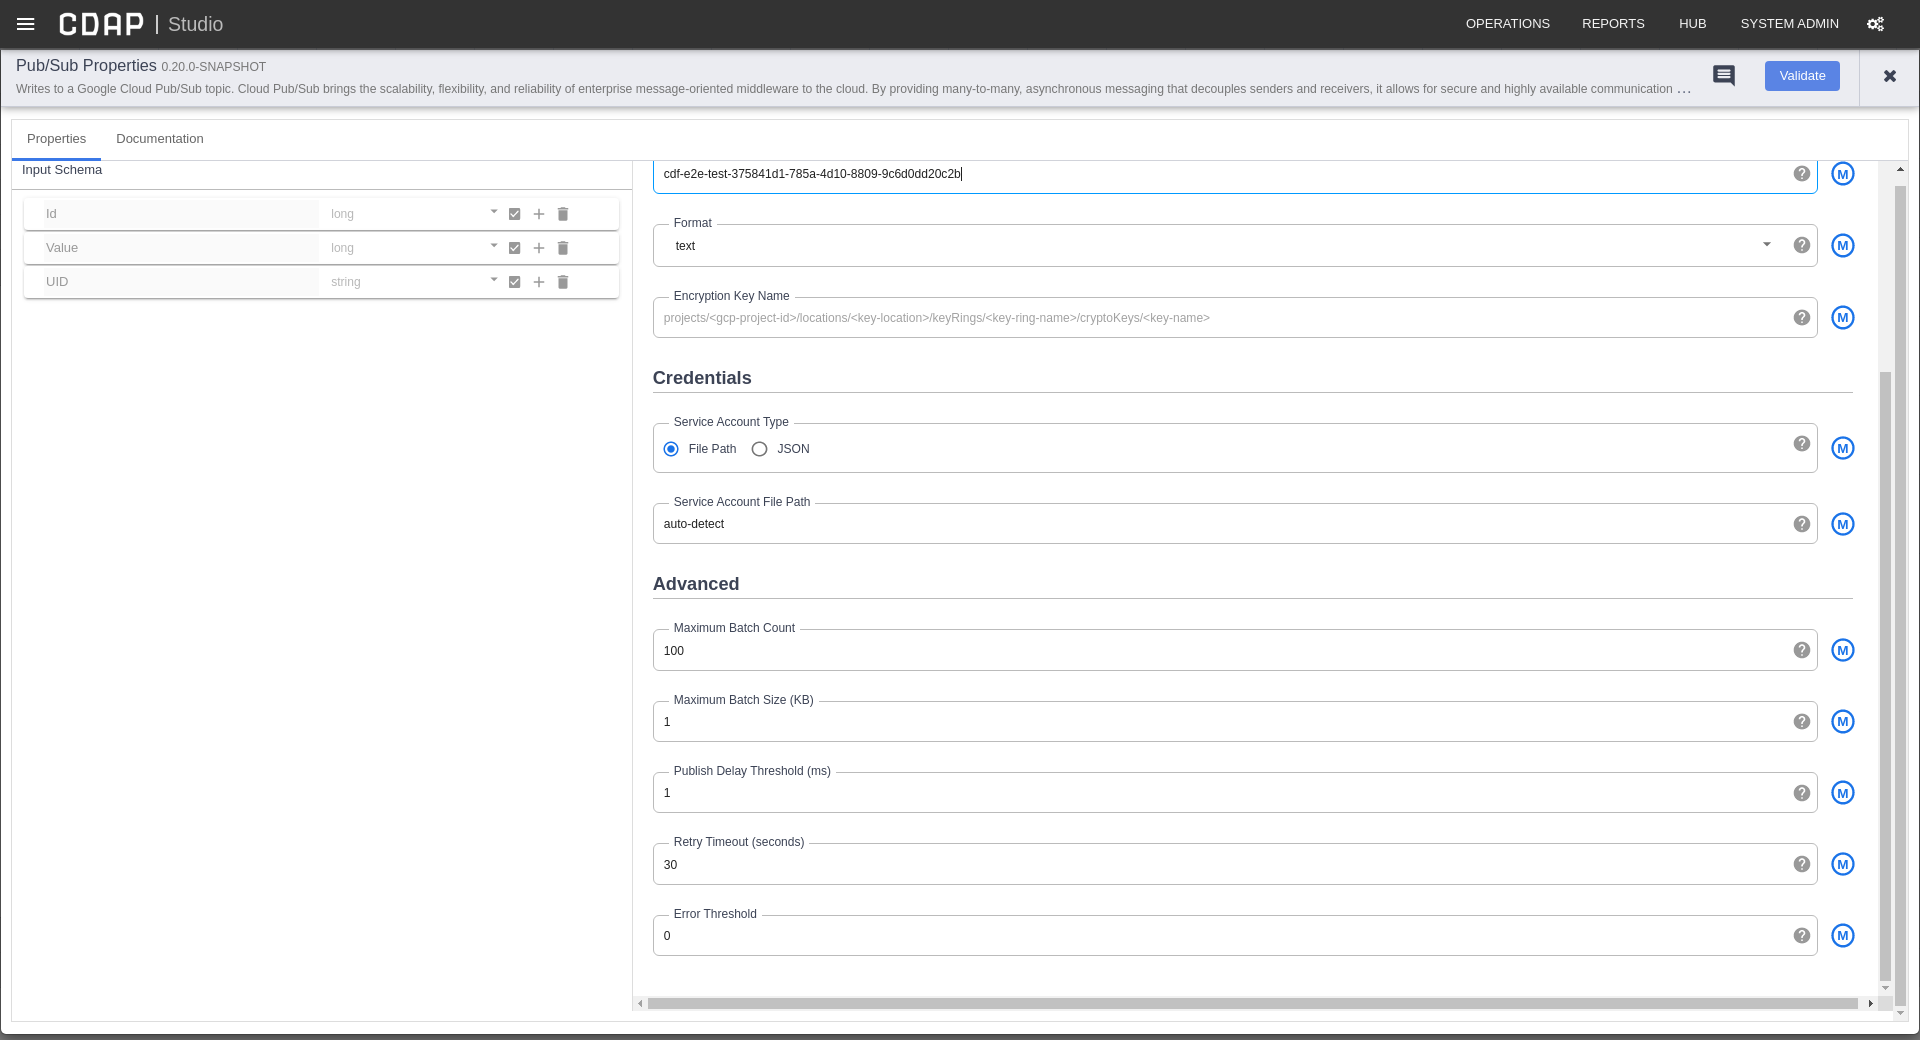 CDAP | Studio
OPERATIONS REPORTS HUB SYSTEM ADMIN
Pub/Sub Properties 0.20.0-SNAPSHOT
Writes to a Google Cloud Pub/Sub topic. Cloud Pub/Sub brings the scalability, flexibility, and reliability of enterprise message-oriented middleware to the cloud. By providing many-to-many, asynchronous messaging that decouples senders and receivers, it allows for secure and highly available communication ...
Validate
Properties Documentation
Input Schema
Id long
Value long
UID string
cdf-e2e-test-375841d1-785a-4d10-8809-9c6d0dd20c2b
M
Format
text
M
Encryption Key Name
projects/<gcp-project-id>/locations/<key-location>/keyRings/<key-ring-name>/cryptoKeys/<key-name>
M
Credentials
Service Account Type
File Path JSON
M
Service Account File Path
auto-detect
M
Advanced
Maximum Batch Count
100
M
Maximum Batch Size (KB)
1
M
Publish Delay Threshold (ms)
1
M
Retry Timeout (seconds)
30
M
Error Threshold
0
M